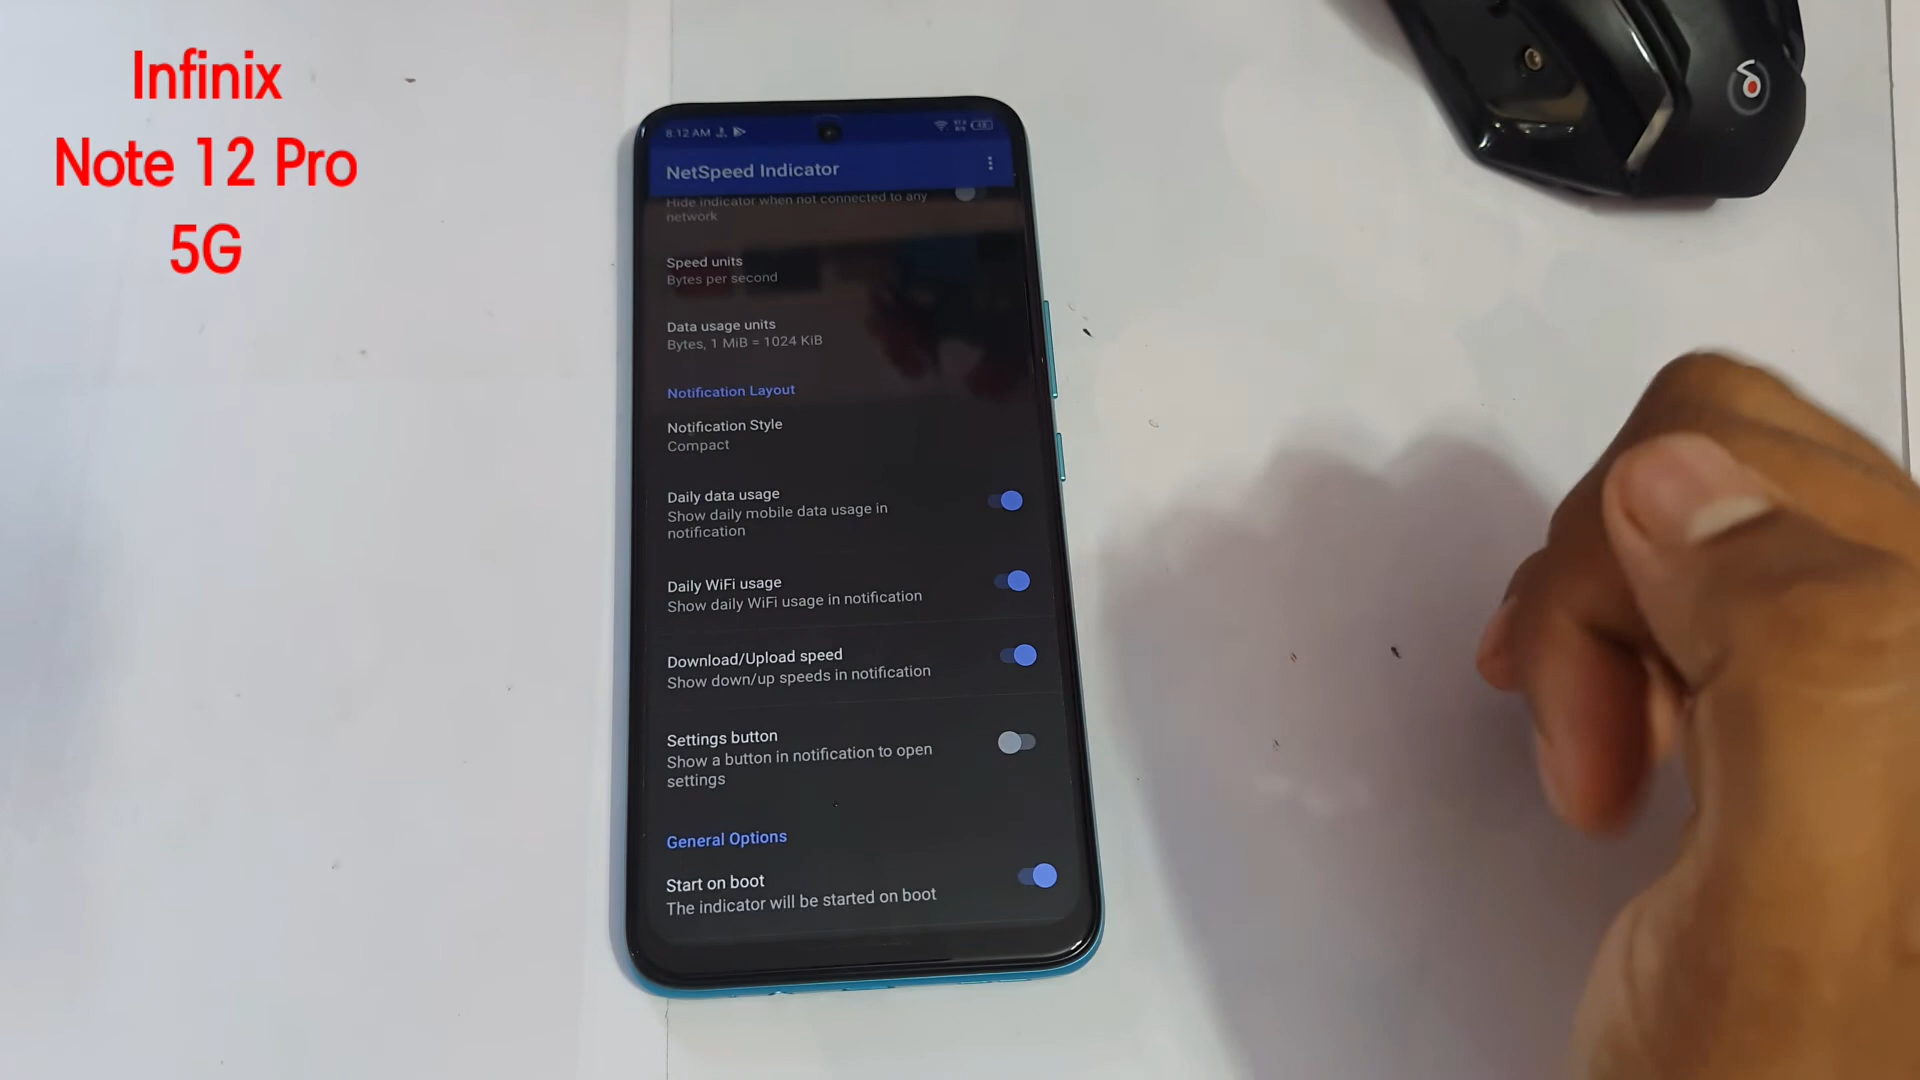 Infinix
Note 12 Pro
5G
8:12 AM
NetSpeed Indicator
Hide indicator when not connected to any
network
Speed units
Bytes per second
Data usage units
Bytes, 1 MiB = 1024 KiB
Notification Layout
Notification Style
Compact
Daily data usage
Show daily mobile data usage in
notification
Daily WiFi usage
Show daily WiFi usage in notification
Download/Upload speed
Show down/up speeds in notification
Settings button
Show a button in notification to open
settings
General Options
Start on boot
The indicator will be started on boot